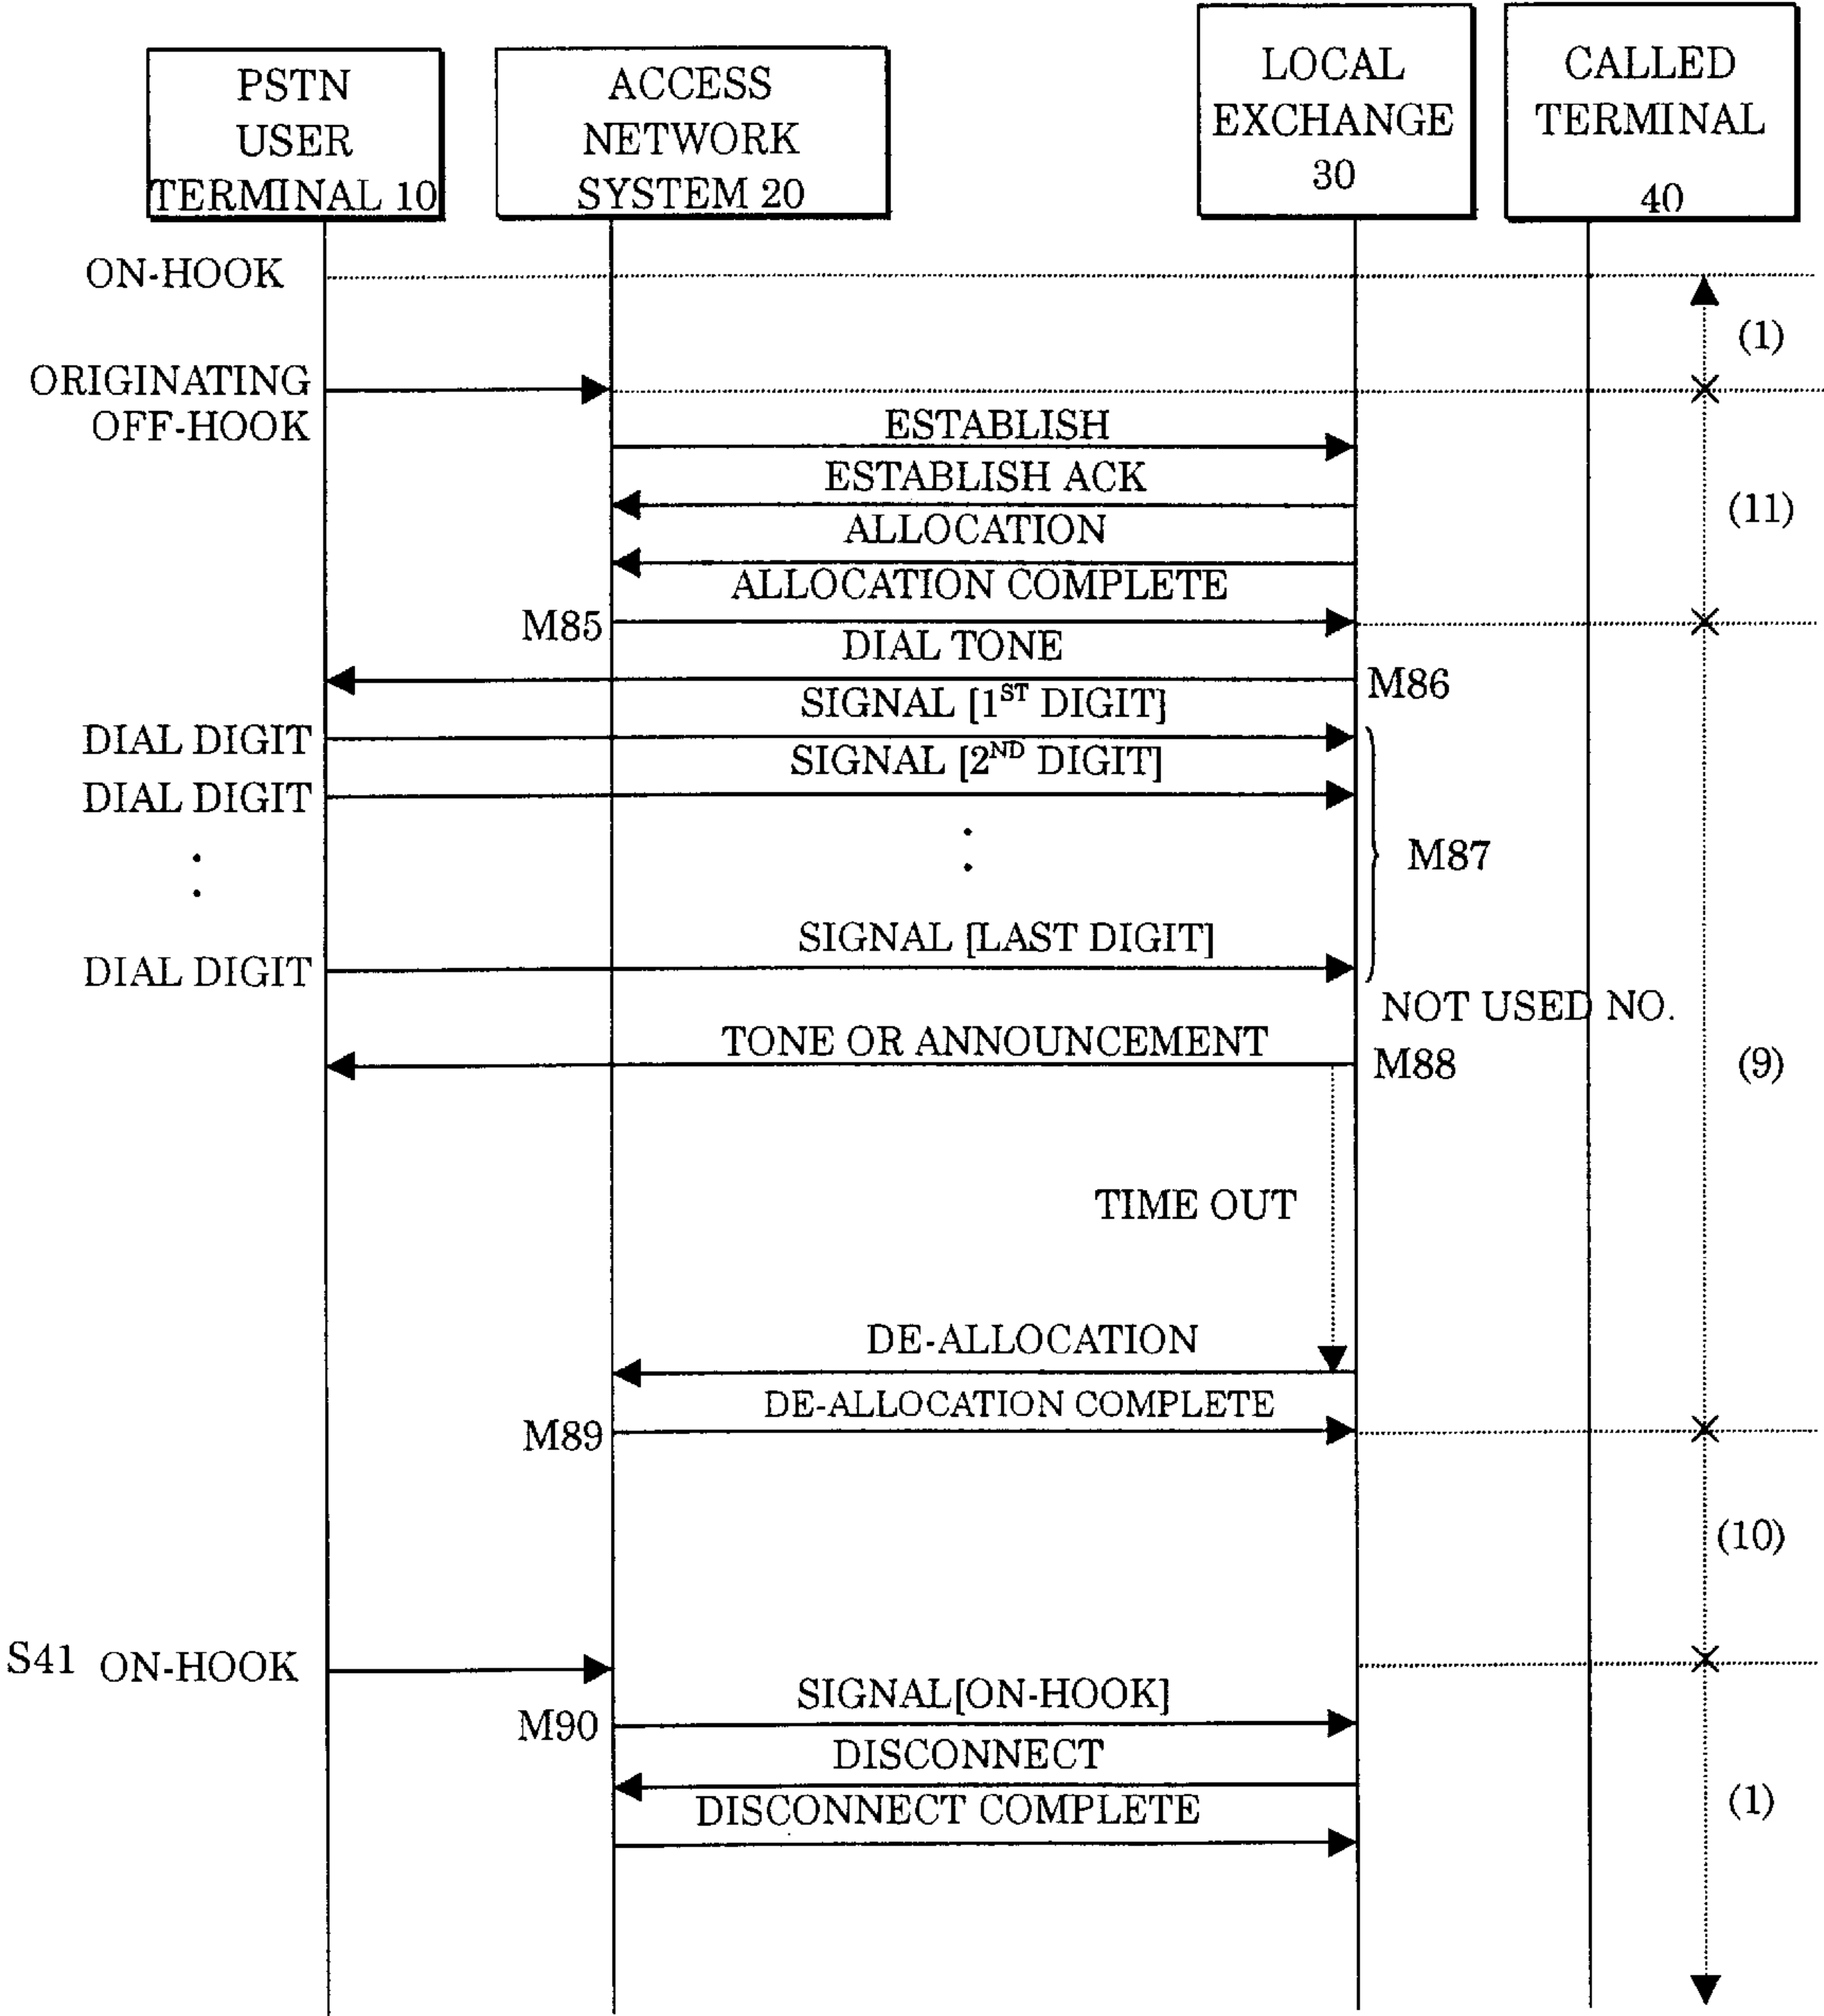 PSTN
USER
TERMINAL 10
ACCESS
NETWORK
SYSTEM 20
LOCAL
EXCHANGE
30
CALLED
TERMINAL
40
ON-HOOK
(1)
ORIGINATING
OFF-HOOK
ESTABLISH
ESTABLISH ACK
(11)
ALLOCATION
ALLOCATION COMPLETE
M85
DIAL TONE
M86
SIGNAL [1ST DIGIT]
DIAL DIGIT
SIGNAL [2ND DIGIT]
DIAL DIGIT
:
:
M87
SIGNAL [LAST DIGIT]
DIAL DIGIT
NOT USED NO.
TONE OR ANNOUNCEMENT
M88
(9)
TIME OUT
DE-ALLOCATION
DE-ALLOCATION COMPLETE
M89
(10)
S41 ON-HOOK
SIGNAL[ON-HOOK]
M90
DISCONNECT
DISCONNECT COMPLETE
(1)